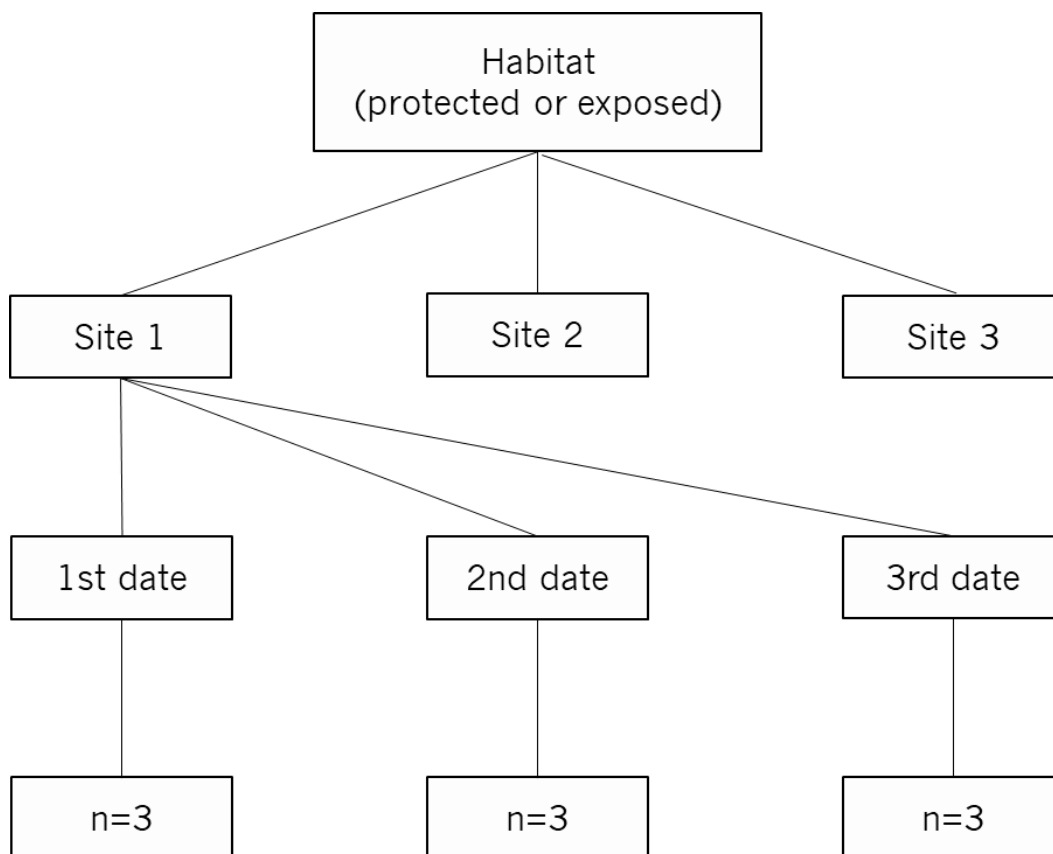 Habitat
(protected or exposed)
Site 1
Site 2
Site 3
1st date
2nd date
3rd date
n=3
n=3
n=3